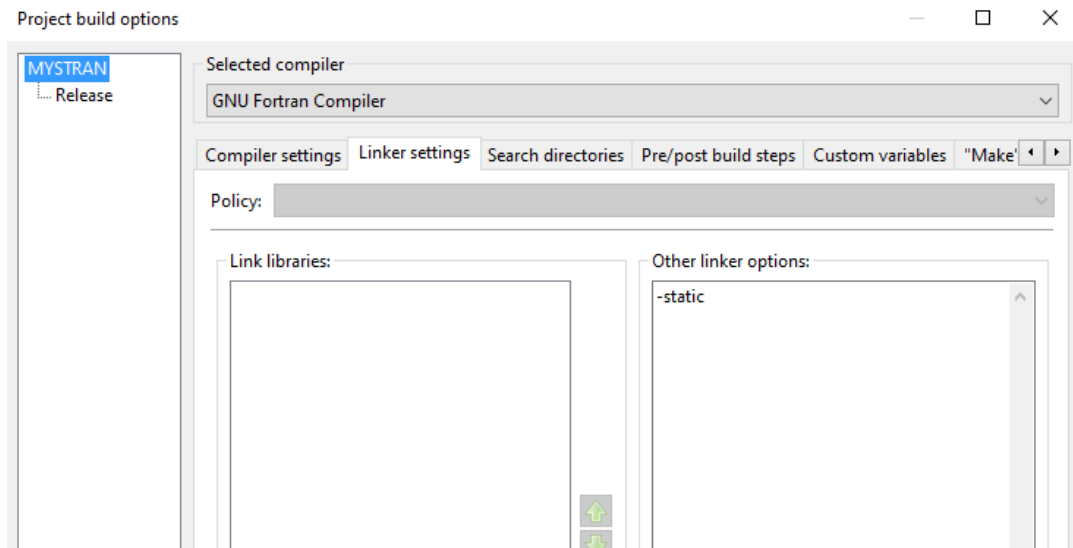 Project build options
MYSTRAN
Release
Selected compiler
GNU Fortran Compiler
Compiler settings Linker settings Search directories Pre/post build steps Custom variables "Make'
Policy:
Link libraries:
Other linker options:
-static